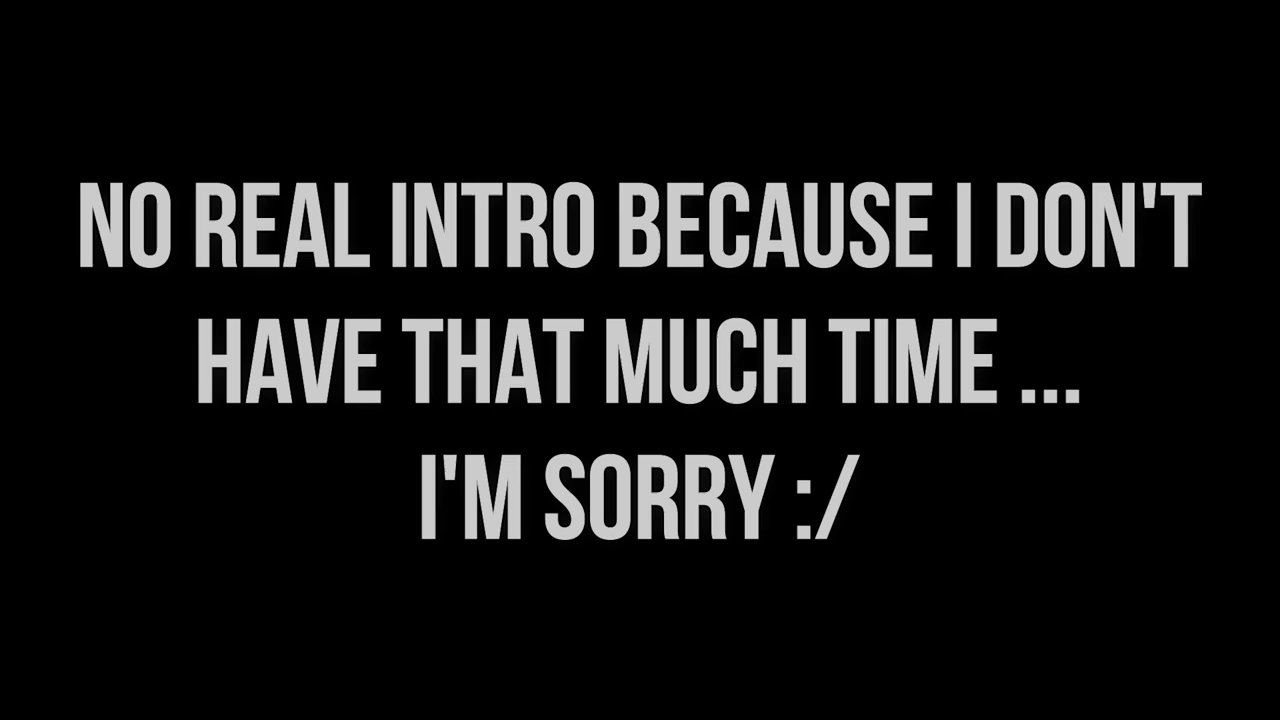 NO REAL INTRO BECAUSE I DON'T
HAVE THAT MUCH TIME ...
I'M SORRY :/